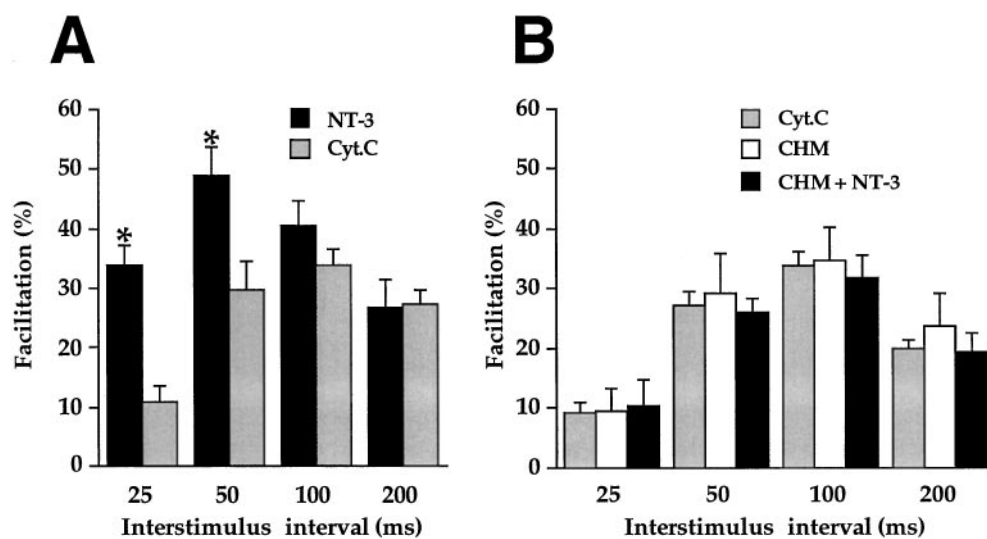 A
60
50
40
30
20
10
0
Facilitation (%)
* *
NT-3
Cyt.C
25 50 100 200
Interstimulus interval (ms)
B
60
50
40
30
20
10
0
Facilitation (%)
Cyt.C
CHM
CHM + NT-3
25 50 100 200
Interstimulus interval (ms)